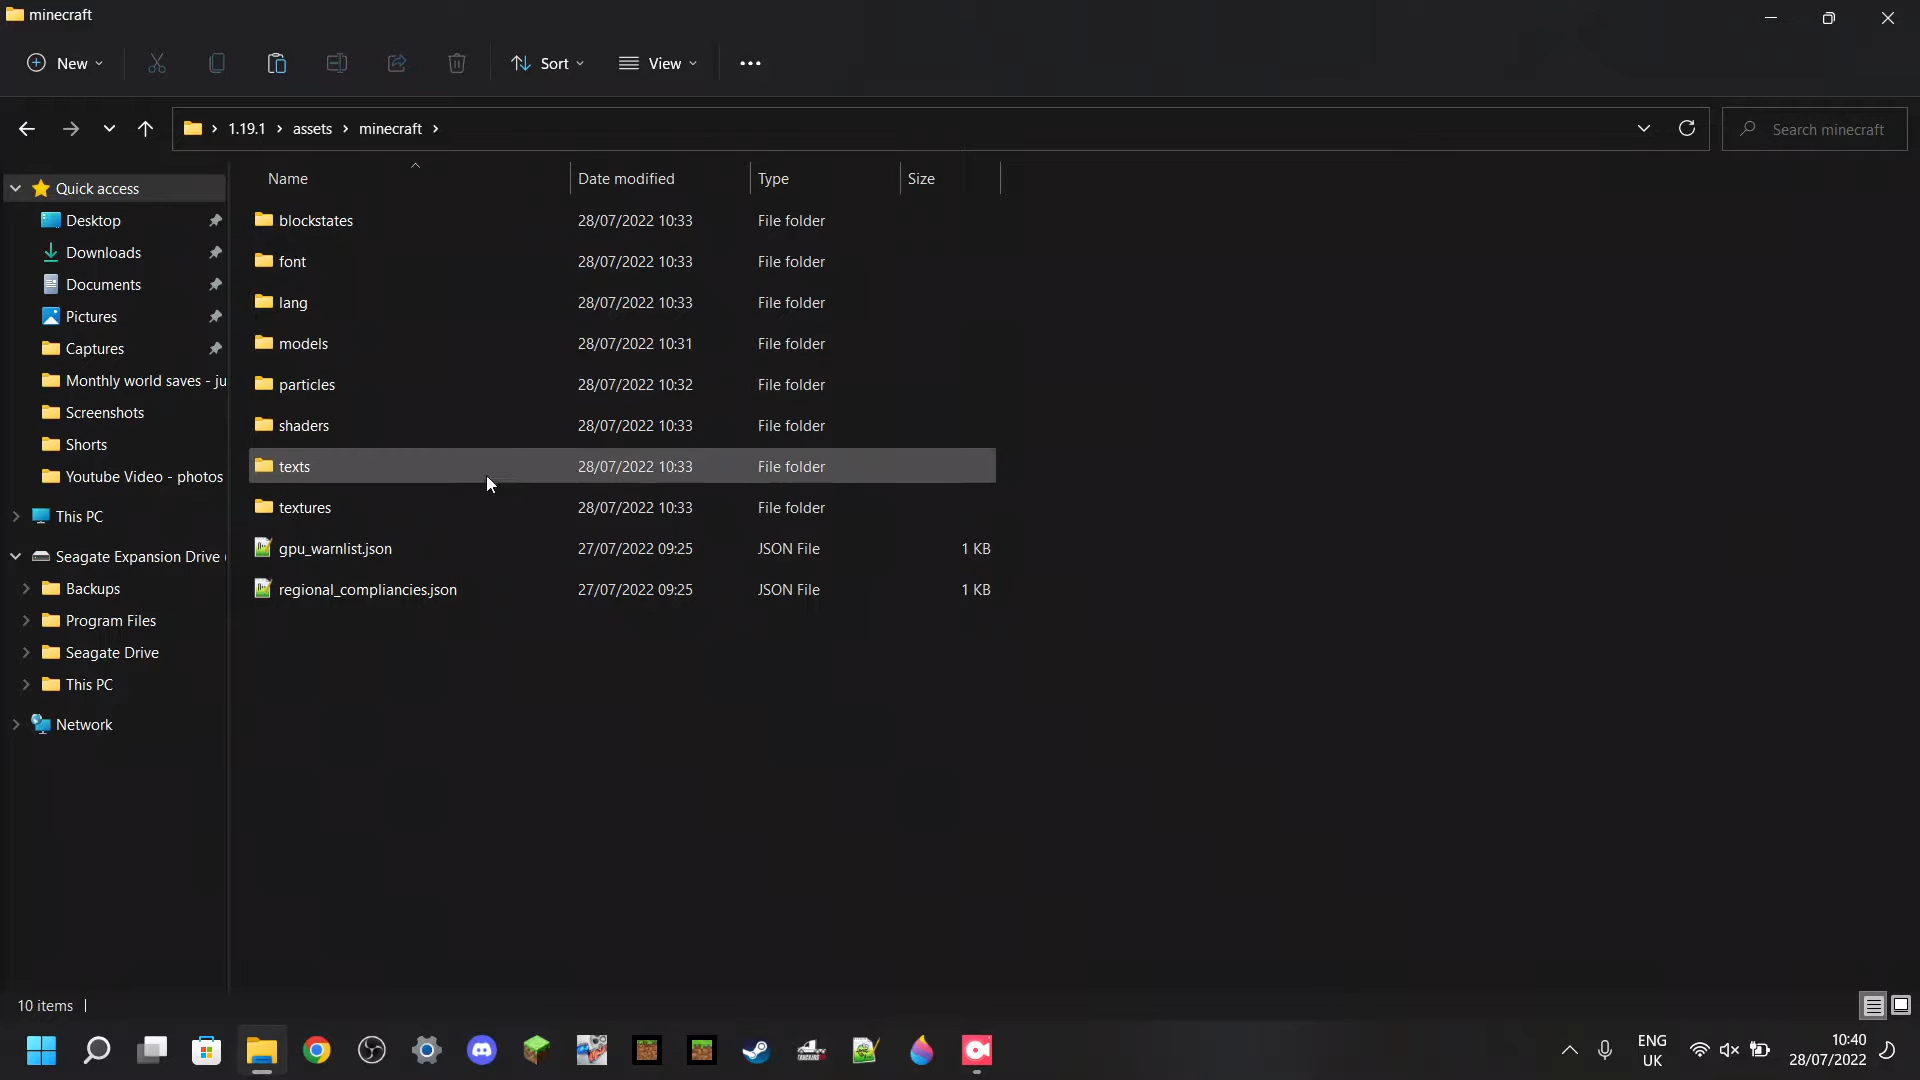 minecraft
New
Sort
View
1.19.1 assets minecraft
Search minecraft
Name Date modified Type Size
Quick access
Desktop
Downloads
Documents
Pictures
Captures
Monthly world saves - ju
Screenshots
Shorts
Youtube Video - photos
This PC
Seagate Expansion Drive (
Backups
Program Files
Seagate Drive
This PC
Network
blockstates 28/07/2022 10:33 File folder
font 28/07/2022 10:33 File folder
lang 28/07/2022 10:33 File folder
models 28/07/2022 10:31 File folder
particles 28/07/2022 10:32 File folder
shaders 28/07/2022 10:33 File folder
texts 28/07/2022 10:33 File folder
textures 28/07/2022 10:33 File folder
gpu_warnlist.json 27/07/2022 09:25 JSON File 1 KB
regional_compliancies.json 27/07/2022 09:25 JSON File 1 KB
10 items
ENG
UK
10:40
28/07/2022